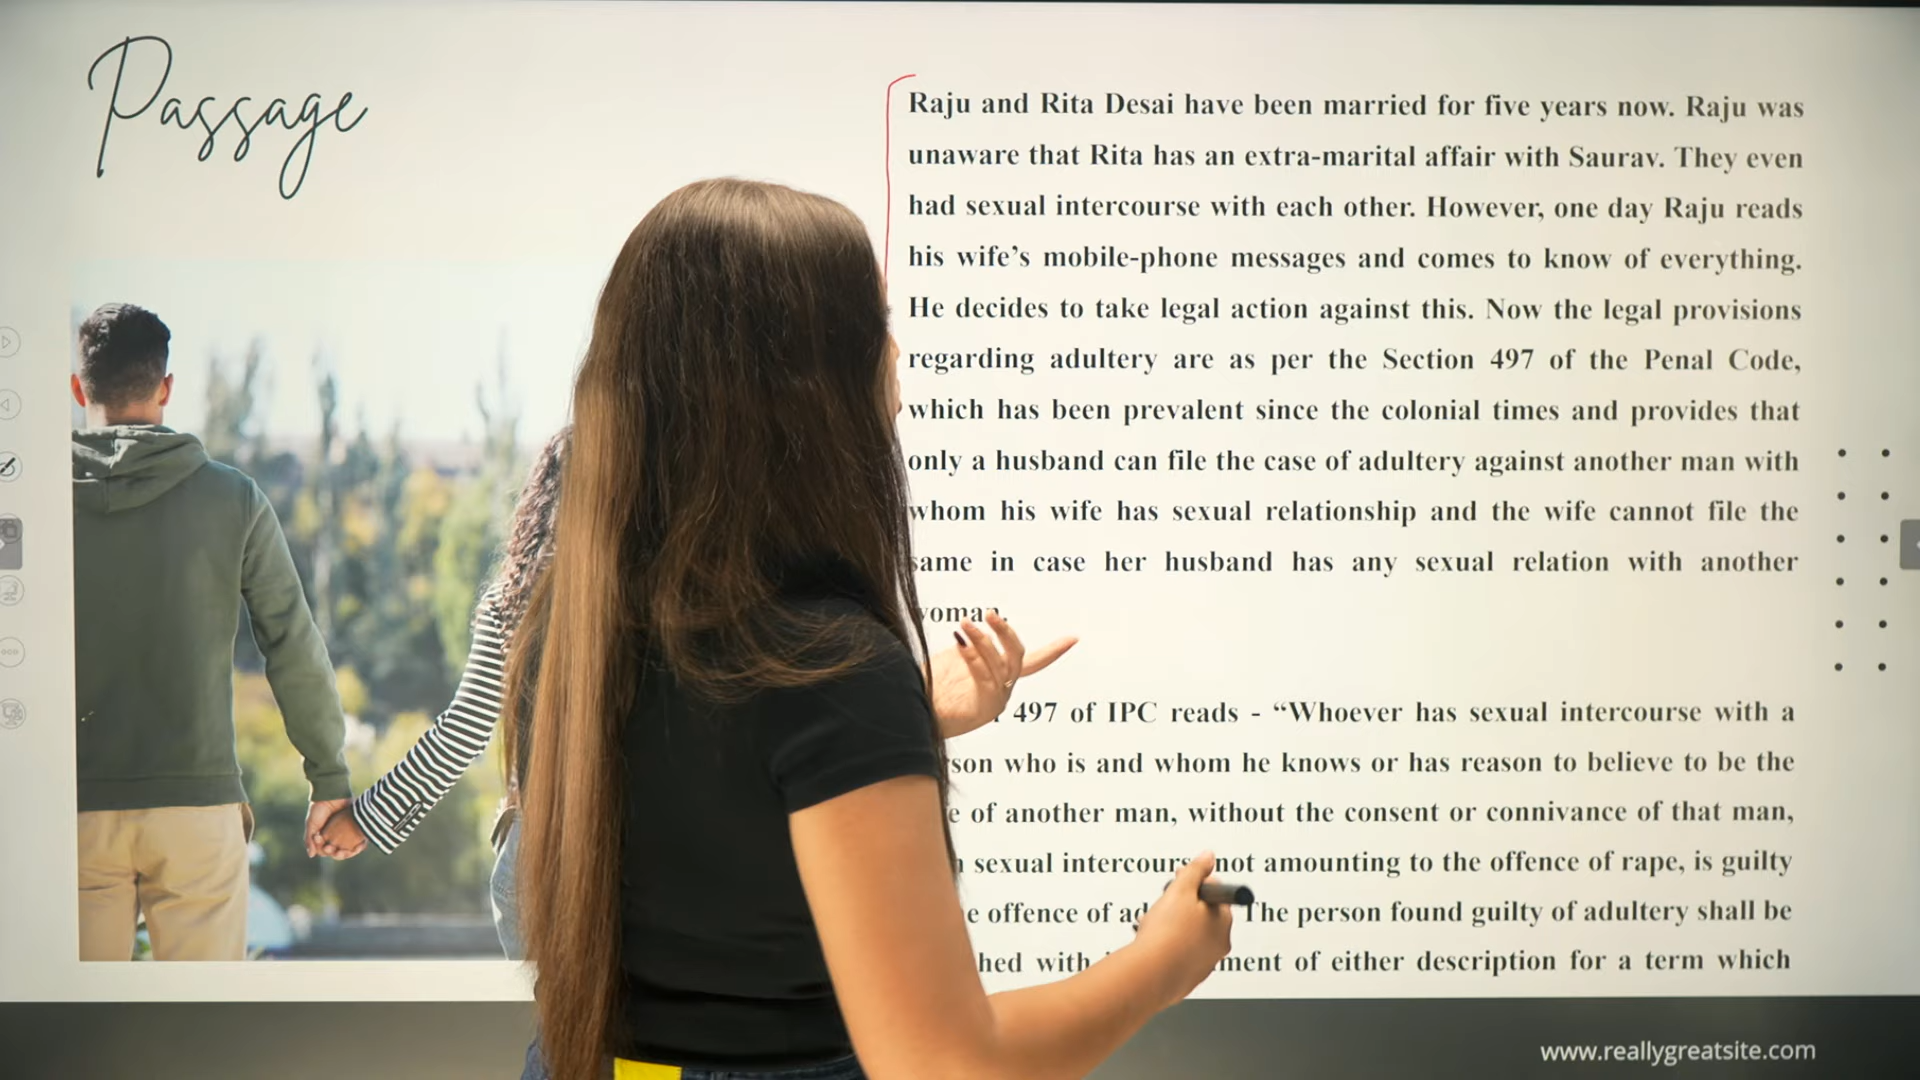 Passage
Raju and Rita Desai have been married for five years now. Raju was
unaware that Rita has an extra-marital affair with Saurav. They even
had sexual intercourse with each other. However, one day Raju reads
his wife's mobile-phone messages and comes to know of everything.
He decides to take legal action against this. Now the legal provisions
regarding adultery are as per the Section 497 of the Penal Code,
which has been prevalent since the colonial times and provides that
only a husband can file the case of adultery against another man with
whom his wife has sexual relationship and the wife cannot file the
same in case her husband has any sexual relation with another
woman.
497 of IPC reads - “Whoever has sexual intercourse with a
who is and whom he knows or has reason to believe to be the
of another man, without the consent or connivance of that man,
sexual intercourse not amounting to the offence of rape, is guilty
offence of The person found guilty of adultery shall be
with of either description for a term which
www.reallygreatsite.com